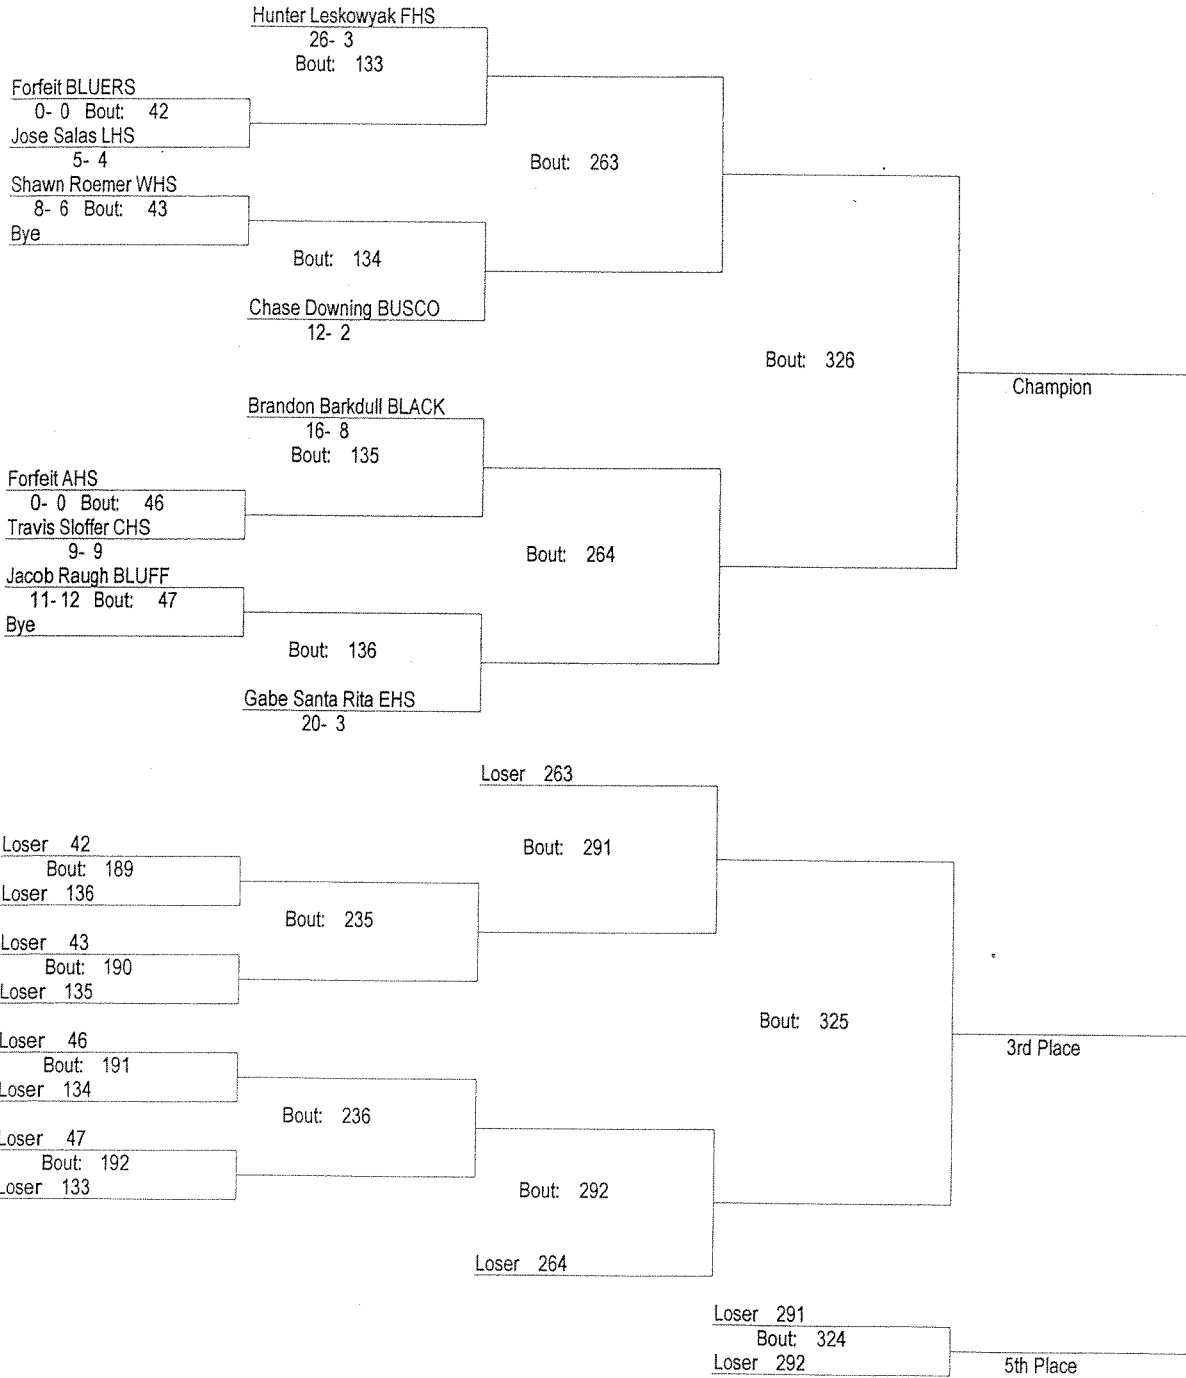 Hunter Leskowyak FHS
26- 3
Bout: 133
Forfeit BLUERS
0- 0 Bout: 42
Jose Salas LHS
5- 4
Shawn Roemer WHS
8- 6 Bout: 43
Bye
Bout: 263
Bout: 134
Chase Downing BUSCO
12- 2
Bout: 326
Champion
Brandon Barkdull BLACK
16- 8
Bout: 135
Forfeit AHS
0- 0 Bout: 46
Travis Sloffer CHS
9- 9
Jacob Raugh BLUFF
11- 12 Bout: 47
Bye
Bout: 264
Bout: 136
Gabe Santa Rita EHS
20- 3
Loser 263
Bout: 291
Loser 42
Bout: 189
Loser 136
Bout: 235
Loser 43
Bout: 190
Loser 135
Bout: 325
3rd Place
Loser 46
Bout: 191
Loser 134
Bout: 236
Loser 47
Bout: 192
Loser 133
Bout: 292
Loser 264
Loser 291
Bout: 324
Loser 292
5th Place